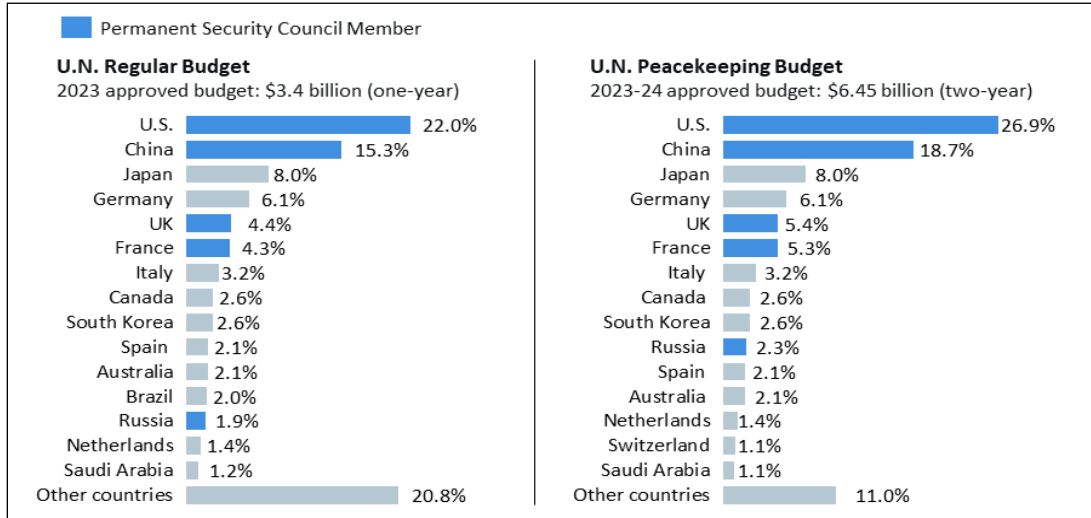 Permanent Security Council Member
U.N. Regular Budget
2023 approved budget: $3.4 billion (one-year)
U.S. 22.0%
China 15.3%
Japan 8.0%
Germany 6.1%
UK 4.4%
France 4.3%
Italy 3.2%
Canada 2.6%
South Korea 2.6%
Spain 2.1%
Australia 2.1%
Brazil 2.0%
Russia 1.9%
Netherlands 1.4%
Saudi Arabia 1.2%
Other countries 20.8%
U.N. Peacekeeping Budget
2023-24 approved budget: $6.45 billion (two-year)
U.S. 26.9%
China 18.7%
Japan 8.0%
Germany 6.1%
UK 5.4%
France 5.3%
Italy 3.2%
Canada 2.6%
South Korea 2.6%
Russia 2.3%
Spain 2.1%
Australia 2.1%
Netherlands 1.4%
Switzerland 1.1%
Saudi Arabia 1.1%
Other countries 11.0%